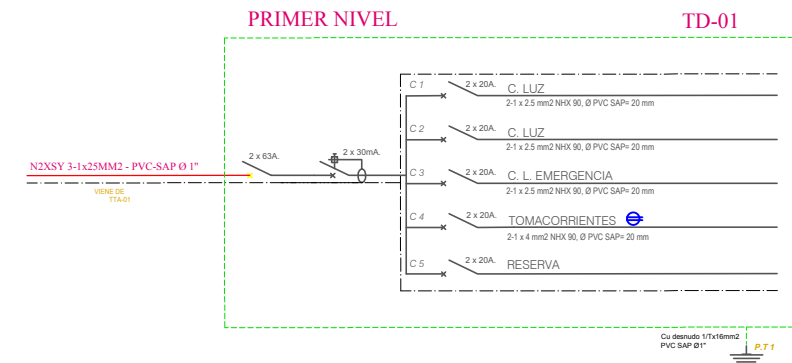 PRIMER NIVEL
TD-01
C 1
2 x 20A.
C. LUZ
2-1 x 2.5 mm2 NHX 90, Ø PVC SAP= 20 mm
C 2
2 x 20A.
C. LUZ
2-1 x 2.5 mm2 NHX 90, Ø PVC SAP= 20 mm
2 x 63A.
2 x 30mA.
N2XSY 3-1x25MM2 - PVC-SAP Ø 1"
VIENE DE
TTA-01
C 3
2 x 20A.
C. L. EMERGENCIA
2-1 x 2.5 mm2 NHX 90, Ø PVC SAP= 20 mm
C 4
2 x 20A.
TOMACORRIENTES
2-1 x 4 mm2 NHX 90, Ø PVC SAP= 20 mm
C 5
2 x 20A.
RESERVA
Cu desnudo 1/Tx16mm2
PVC SAP Ø1"
P.T 1